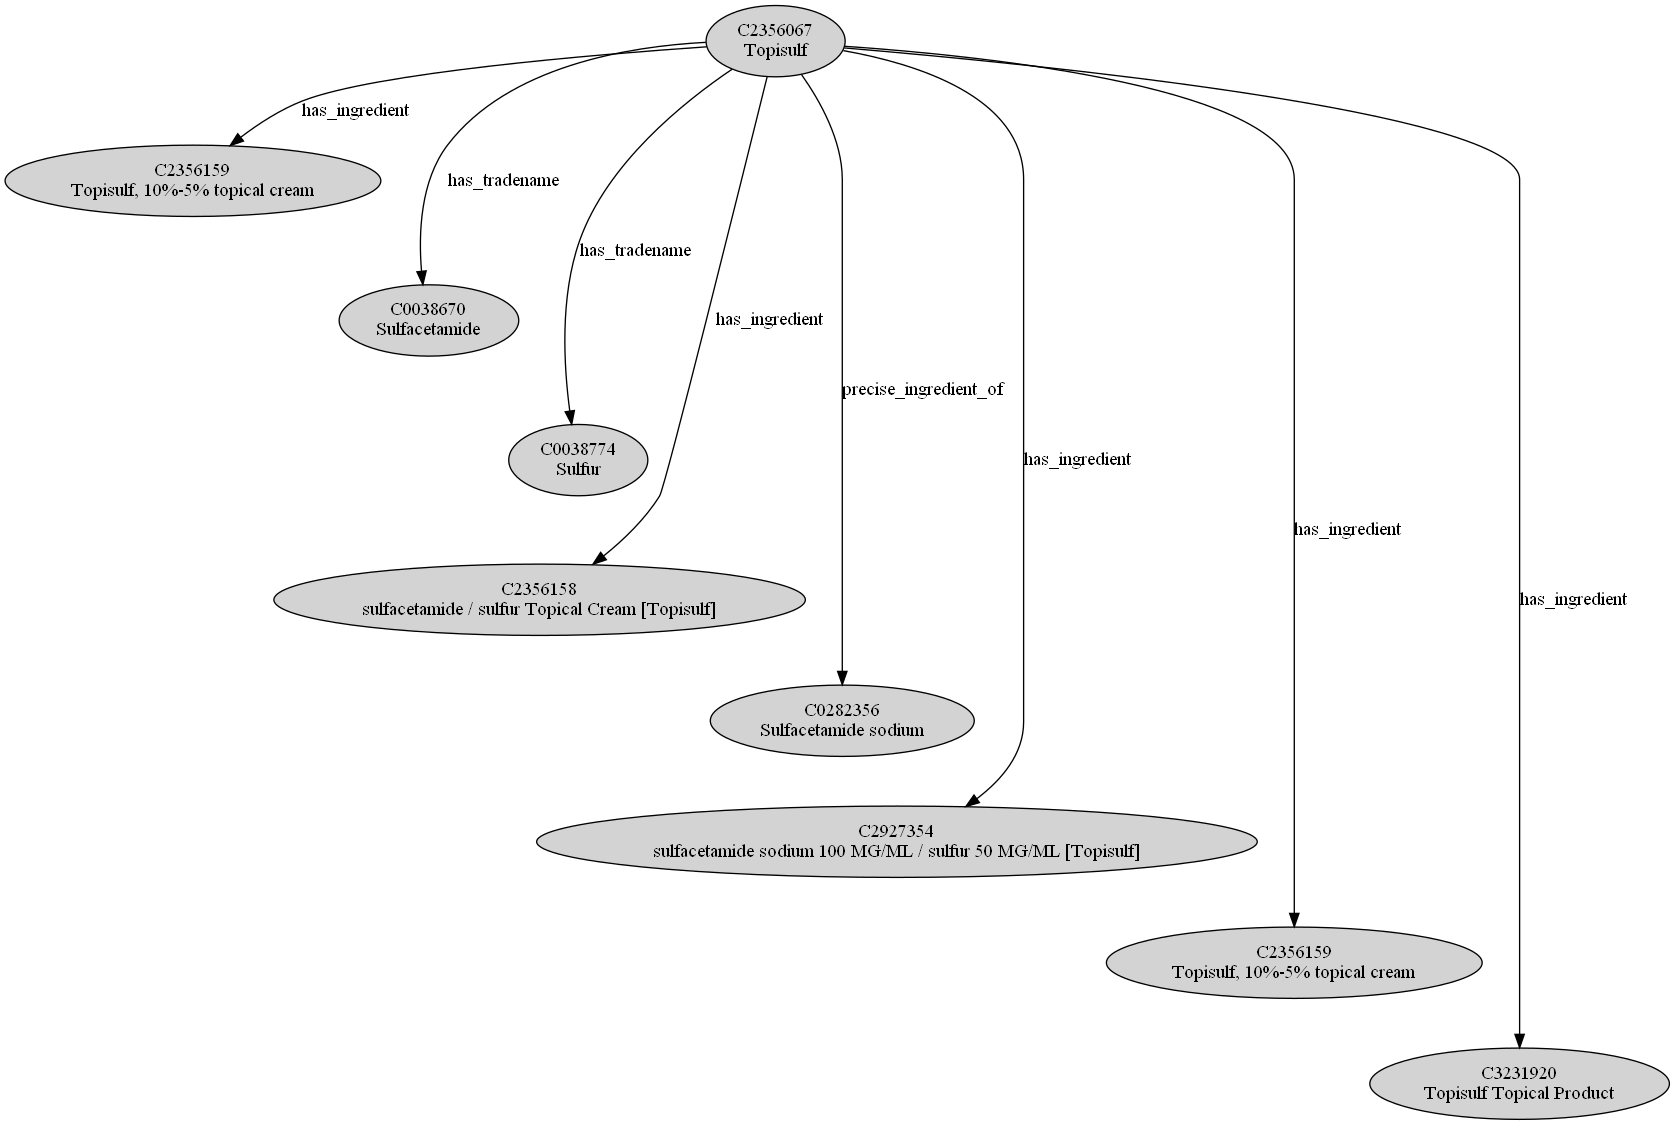 C2356067
Topisulf
has_ingredient
C2356159
Topisulf, 10%-5% topical cream
has_tradename
C0038670
Sulfacetamide
has_tradename
C0038774
Sulfur
has_ingredient
C2356158
sulfacetamide / sulfur Topical Cream [Topisulf]
precise_ingredient_of
C0282356
Sulfacetamide sodium
has_ingredient
C2927354
sulfacetamide sodium 100 MG/ML / sulfur 50 MG/ML [Topisulf]
has_ingredient
C2356159
Topisulf, 10%-5% topical cream
has_ingredient
C3231920
Topisulf Topical Product